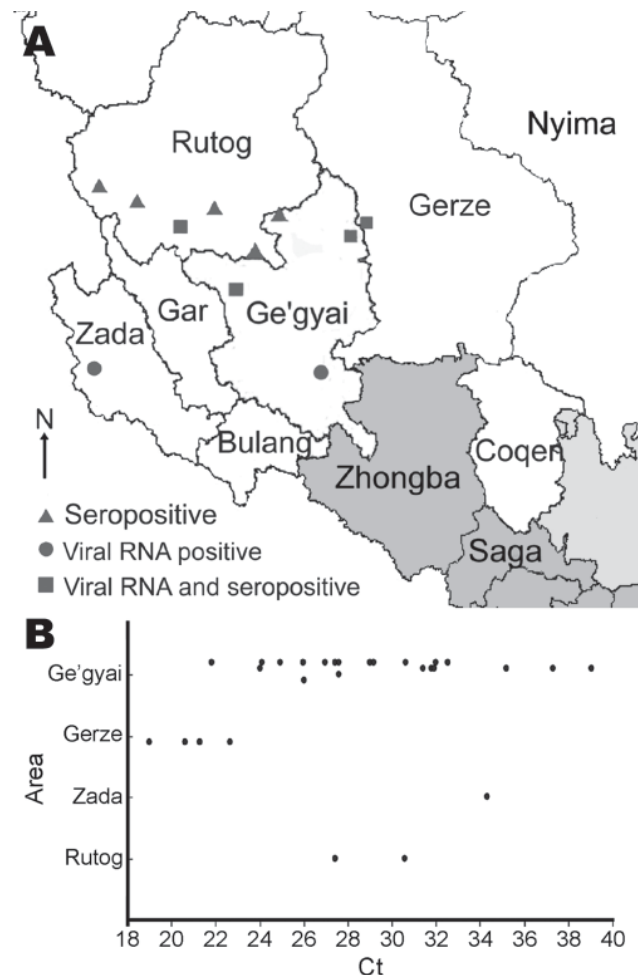 A
Rutog
Nyima
Gerze
Zada
Gar
Ge'gyai
N
Bulang
Zhongba
Coqen
Saga
Seropositive
Viral RNA positive
Viral RNA and seropositive
B
Area
Ge'gyai
Gerze
Zada
Rutog
18 20 22 24 26 28 30 32 34 36 38 40
Ct